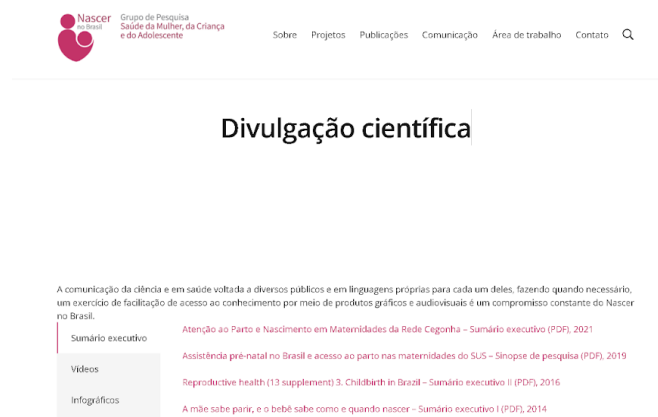 Nascer
no Brasil
Grupo de Pesquisa
Saúde da Mulher, da Criança
e do Adolescente
Sobre Projetos Publicações Comunicação Área de trabalho Contato
Divulgação científica
A comunicação da ciência e em saúde voltada a diversos públicos e em linguagens próprias para cada um deles, fazendo quando necessário,
um exercício de facilitação de acesso ao conhecimento por meio de produtos gráficos e audiovisuais é um compromisso constante do Nascer
no Brasil.
Sumário executivo
Vídeos
Infográficos
Atenção ao Parto e Nascimento em Maternidades da Rede Cegonha – Sumário executivo (PDF), 2021
Assistência pré-natal no Brasil e acesso ao parto nas maternidades do SUS – Sinopse de pesquisa (PDF), 2019
Reproductive health (13 supplement) 3. Childbirth in Brazil – Sumário executivo II (PDF), 2016
A mãe sabe parir, e o bebê sabe como e quando nascer – Sumário executivo I (PDF), 2014